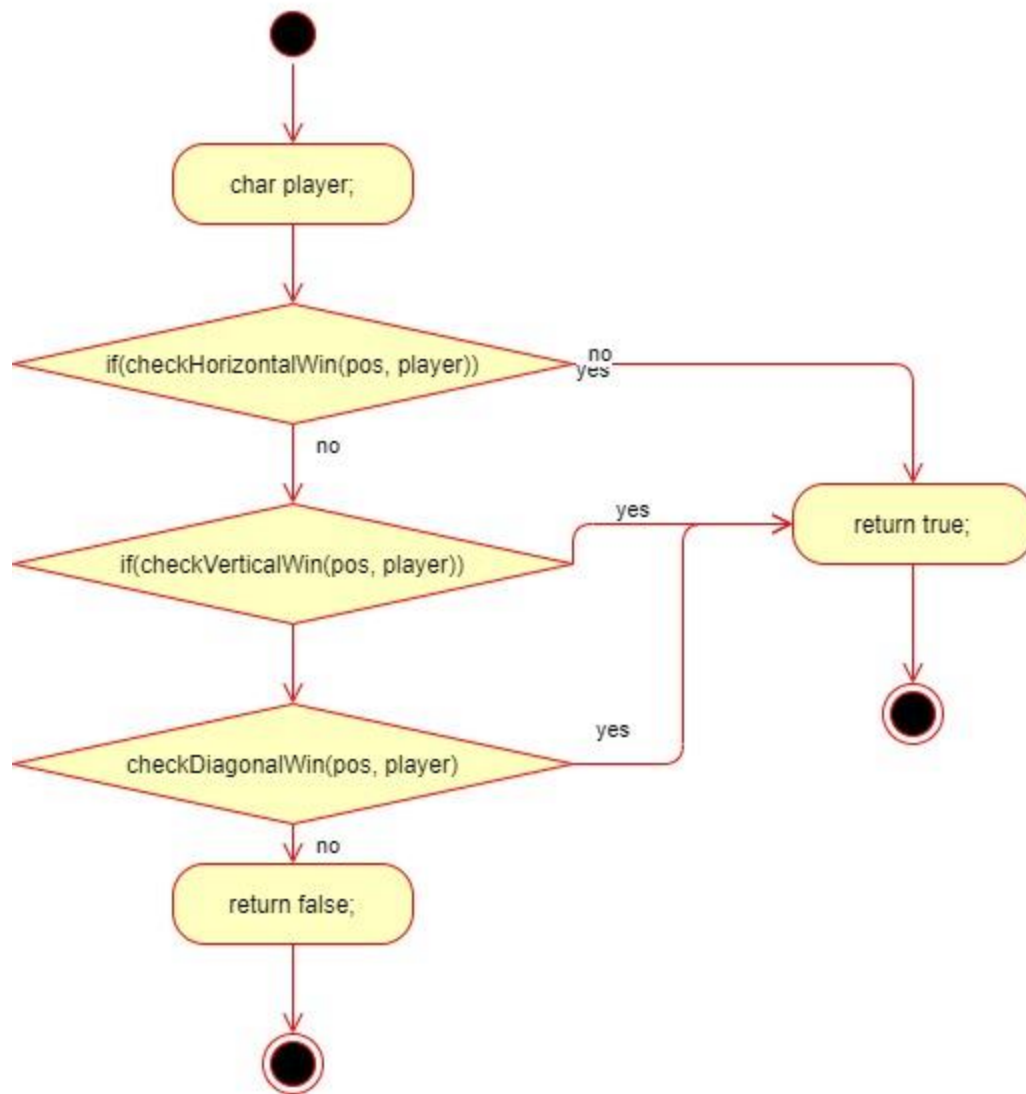 char player;
if(checkHorizontalWin(pos, player))
no
yes
no
if(checkVerticalWin(pos, player))
yes
return true;
checkDiagonalWin(pos, player)
yes
no
return false;